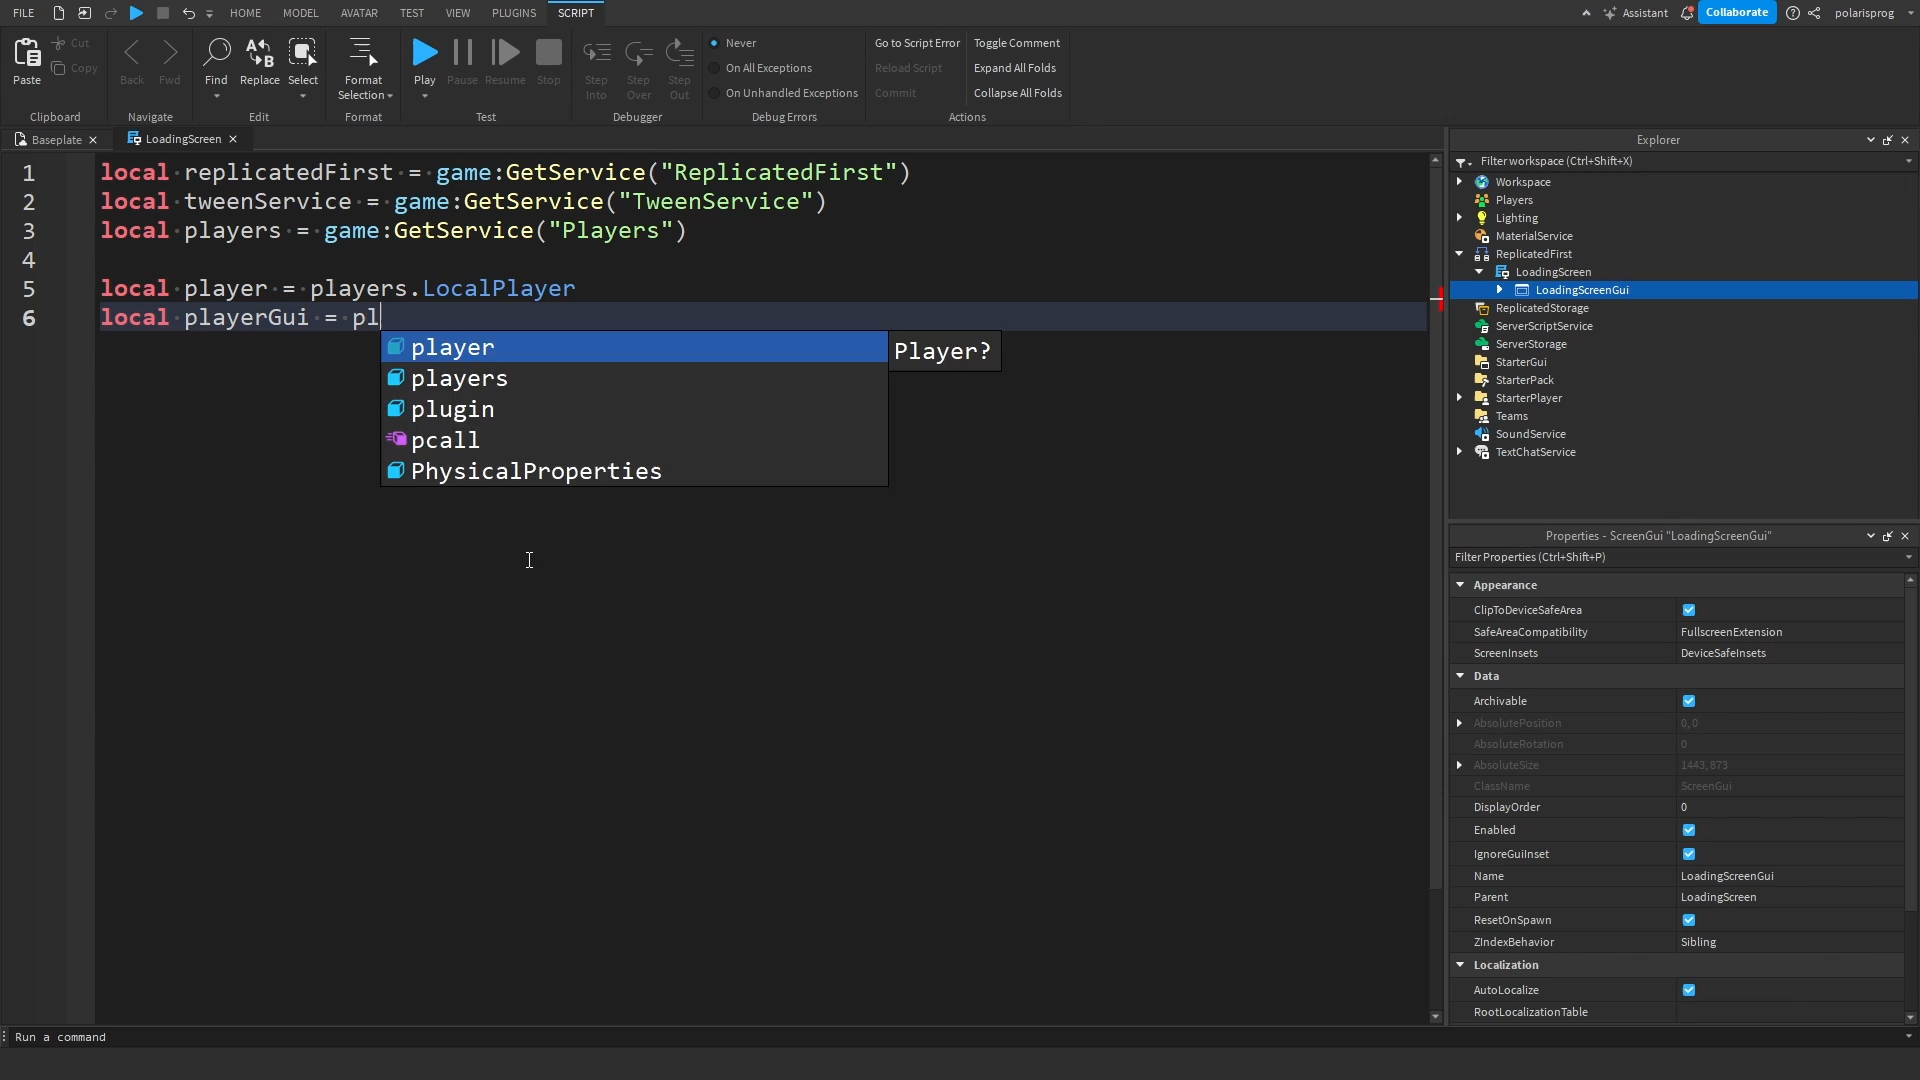 FILE HOME MODEL AVATAR TEST VIEW PLUGINS SCRIPT Assistant Collaborate polarisprog
Paste Cut Copy
Back Fwd
Find Replace Select
Format Selection
Play Pause Resume Stop
Step Into Step Over Step Out
Never
On All Exceptions
On Unhandled Exceptions
Go to Script Error
Reload Script
Commit
Toggle Comment
Expand All Folds
Collapse All Folds
Clipboard Navigate Edit Format Test Debugger Debug Errors Actions
Baseplate LoadingScreen
1 local replicatedFirst = game:GetService("ReplicatedFirst")
2 local tweenService = game:GetService("TweenService")
3 local players = game:GetService("Players")
4
5 local player = players.LocalPlayer
6 local playerGui = pl
player Player?
players
plugin
pcall
PhysicalProperties
Explorer
Filter workspace (Ctrl+Shift+X)
Workspace
Players
Lighting
MaterialService
ReplicatedFirst
LoadingScreen
LoadingScreenGui
ReplicatedStorage
ServerScriptService
ServerStorage
StarterGui
StarterPack
StarterPlayer
Teams
SoundService
TextChatService
Properties - ScreenGui "LoadingScreenGui"
Filter Properties (Ctrl+Shift+P)
Appearance
ClipToDeviceSafeArea
SafeAreaCompatibility FullscreenExtension
ScreenInsets DeviceSafeInsets
Data
Archivable
AbsolutePosition 0,0
AbsoluteRotation 0
AbsoluteSize 1443,873
ClassName ScreenGui
DisplayOrder 0
Enabled
IgnoreGuiInset
Name LoadingScreenGui
Parent LoadingScreen
ResetOnSpawn
ZIndexBehavior Sibling
Localization
AutoLocalize
RootLocalizationTable
Run a command